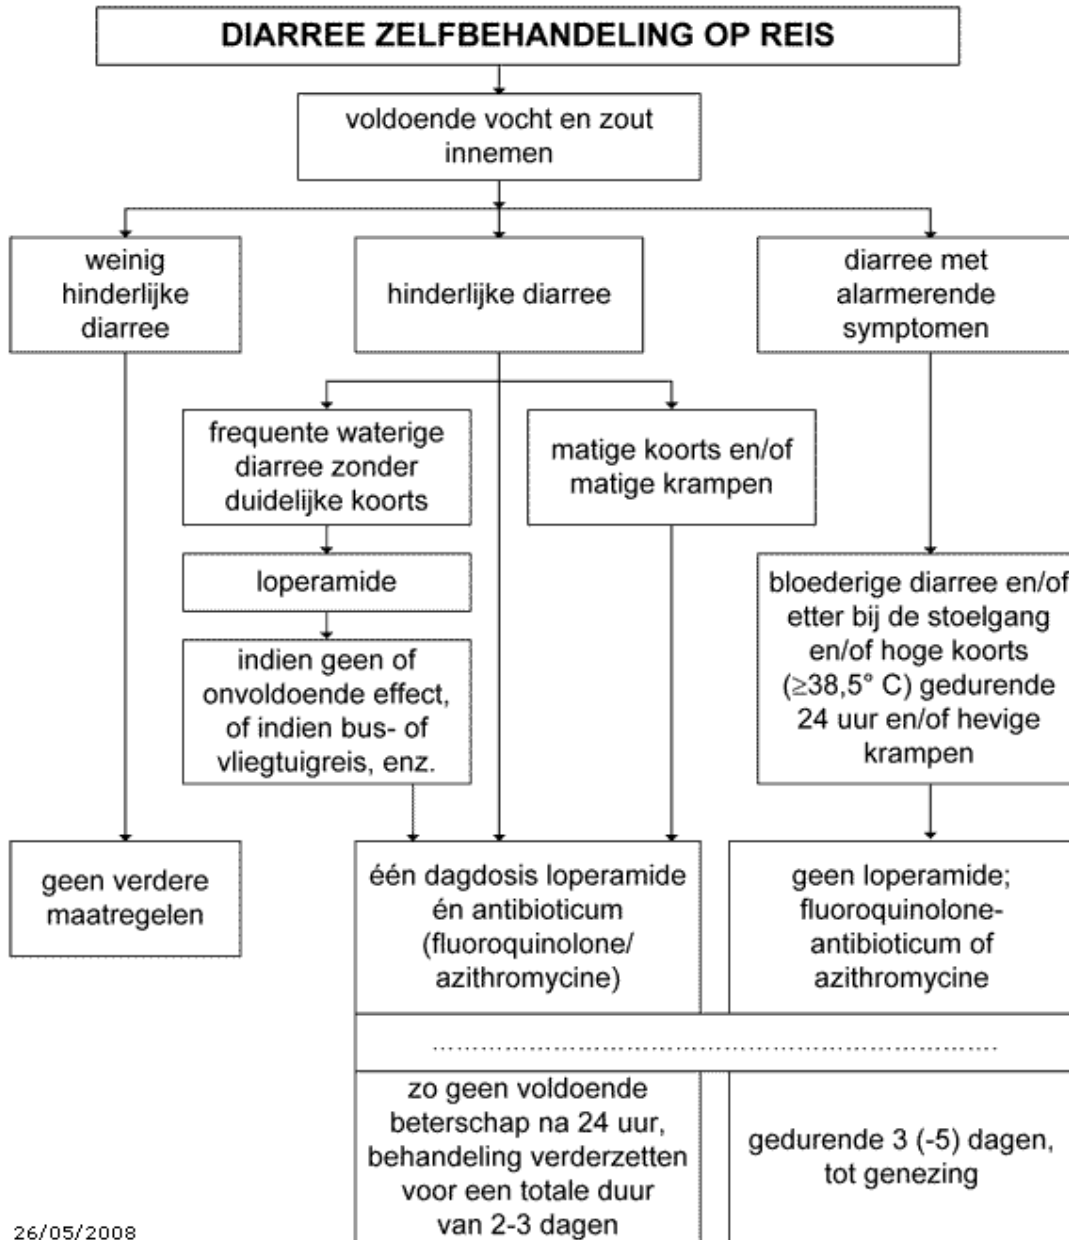 DIARREE ZELFBEHANDELING OP REIS
voldoende vocht en zout
innemen
weinig
hinderlijke
diarree
hinderlijke diarree
diarree met
alarmerende
symptomen
frequente waterige
diarree zonder
duidelijke koorts
matige koorts en/of
matige krampen
loperamide
indien geen of
onvoldoende effect,
of indien bus- of
vliegtuigreis, enz.
bloederige diarree en/of
etter bij de stoelgang
en/of hoge koorts
(≥38,5° C) gedurende
24 uur en/of hevige
krampen
geen verdere
maatregelen
één dagdosis loperamide
én antibioticum
(fluoroquinolone/
azithromycine)
geen loperamide;
fluoroquinolone-
antibioticum of
azithromycine
zo geen voldoende
beterschap na 24 uur,
behandeling verderzetten
voor een totale duur
van 2-3 dagen
gedurende 3 (-5) dagen,
tot genezing
26/05/2008